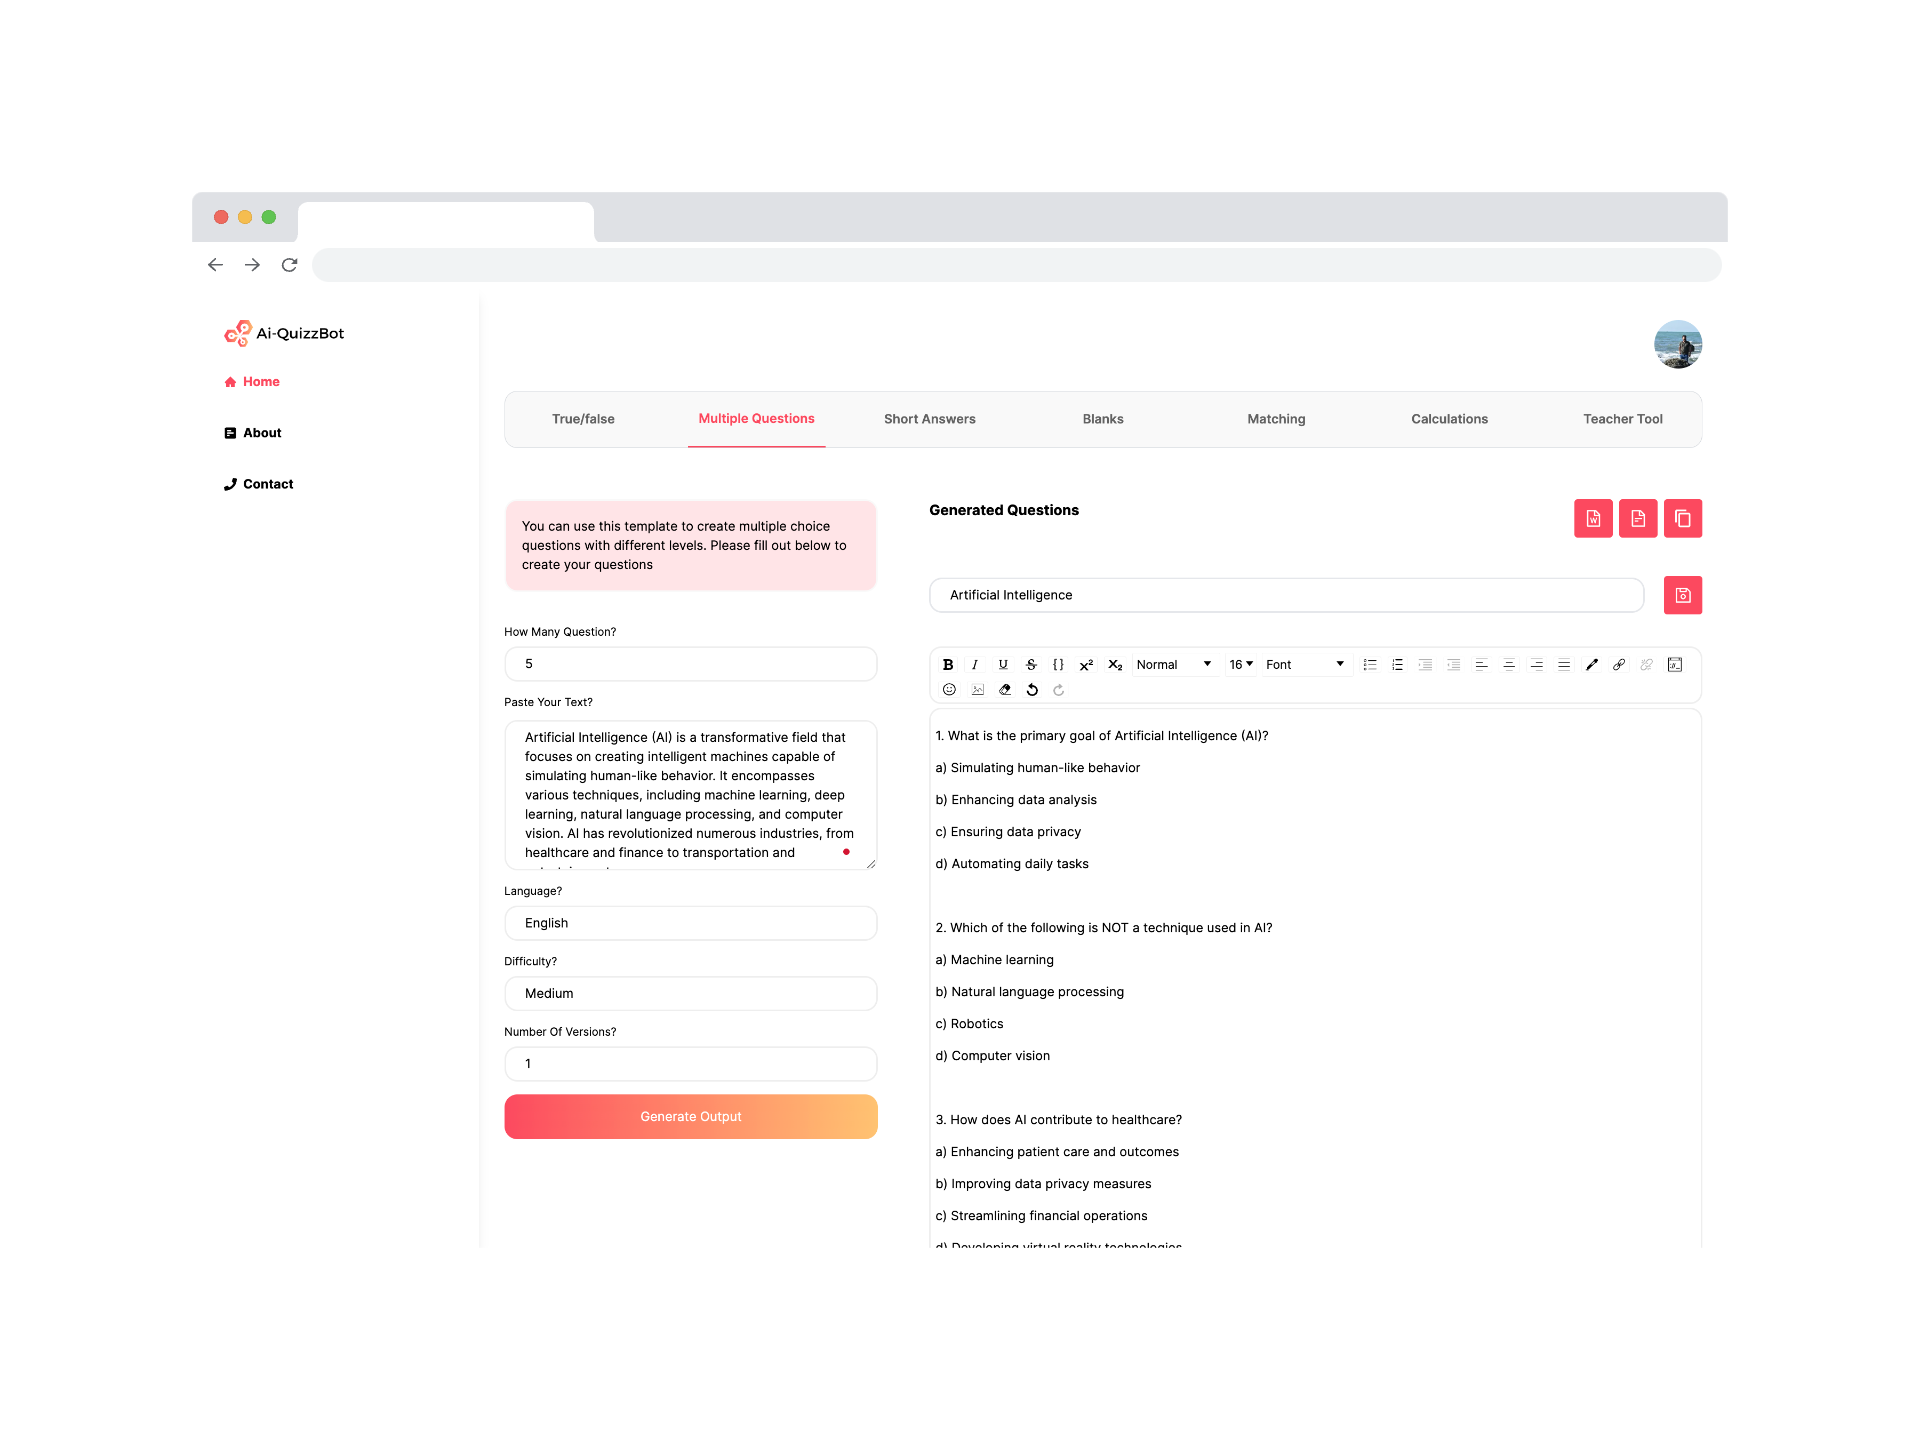 Ai-QuizzBot
Home
About
Contact
True/false
Multiple Questions
Short Answers
Blanks
Matching
Calculations
Teacher Tool
You can use this template to create multiple choice
questions with different levels. Please fill out below to
create your questions
How Many Question?
5
Paste Your Text?
Artificial Intelligence (AI) is a transformative field that
focuses on creating intelligent machines capable of
simulating human-like behavior. It encompasses
various techniques, including machine learning, deep
learning, natural language processing, and computer
vision. AI has revolutionized numerous industries, from
healthcare and finance to transportation and
Language?
English
Difficulty?
Medium
Number Of Versions?
1
Generate Output
Generated Questions
Artificial Intelligence
Normal
16
Font
1. What is the primary goal of Artificial Intelligence (AI)?
a) Simulating human-like behavior
b) Enhancing data analysis
c) Ensuring data privacy
d) Automating daily tasks
2. Which of the following is NOT a technique used in AI?
a) Machine learning
b) Natural language processing
c) Robotics
d) Computer vision
3. How does AI contribute to healthcare?
a) Enhancing patient care and outcomes
b) Improving data privacy measures
c) Streamlining financial operations
d) Developing virtual reality technologies